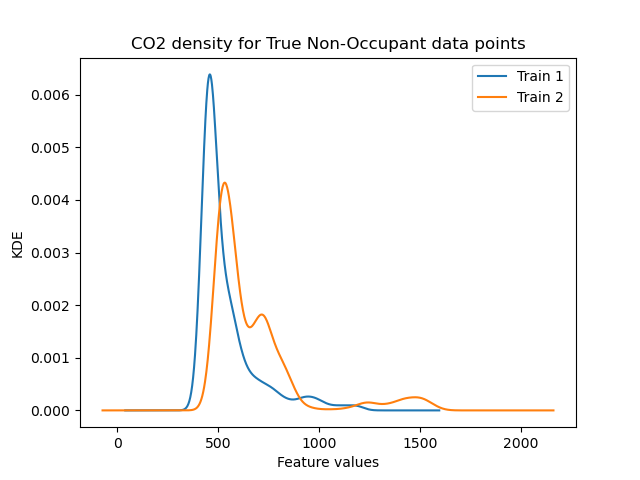 CO2 density for True Non-Occupant data points
Train 1
Train 2
0.006
0.005
0.004
0.003
0.002
0.001
0.000
KDE
0
500
1000
1500
2000
Feature values